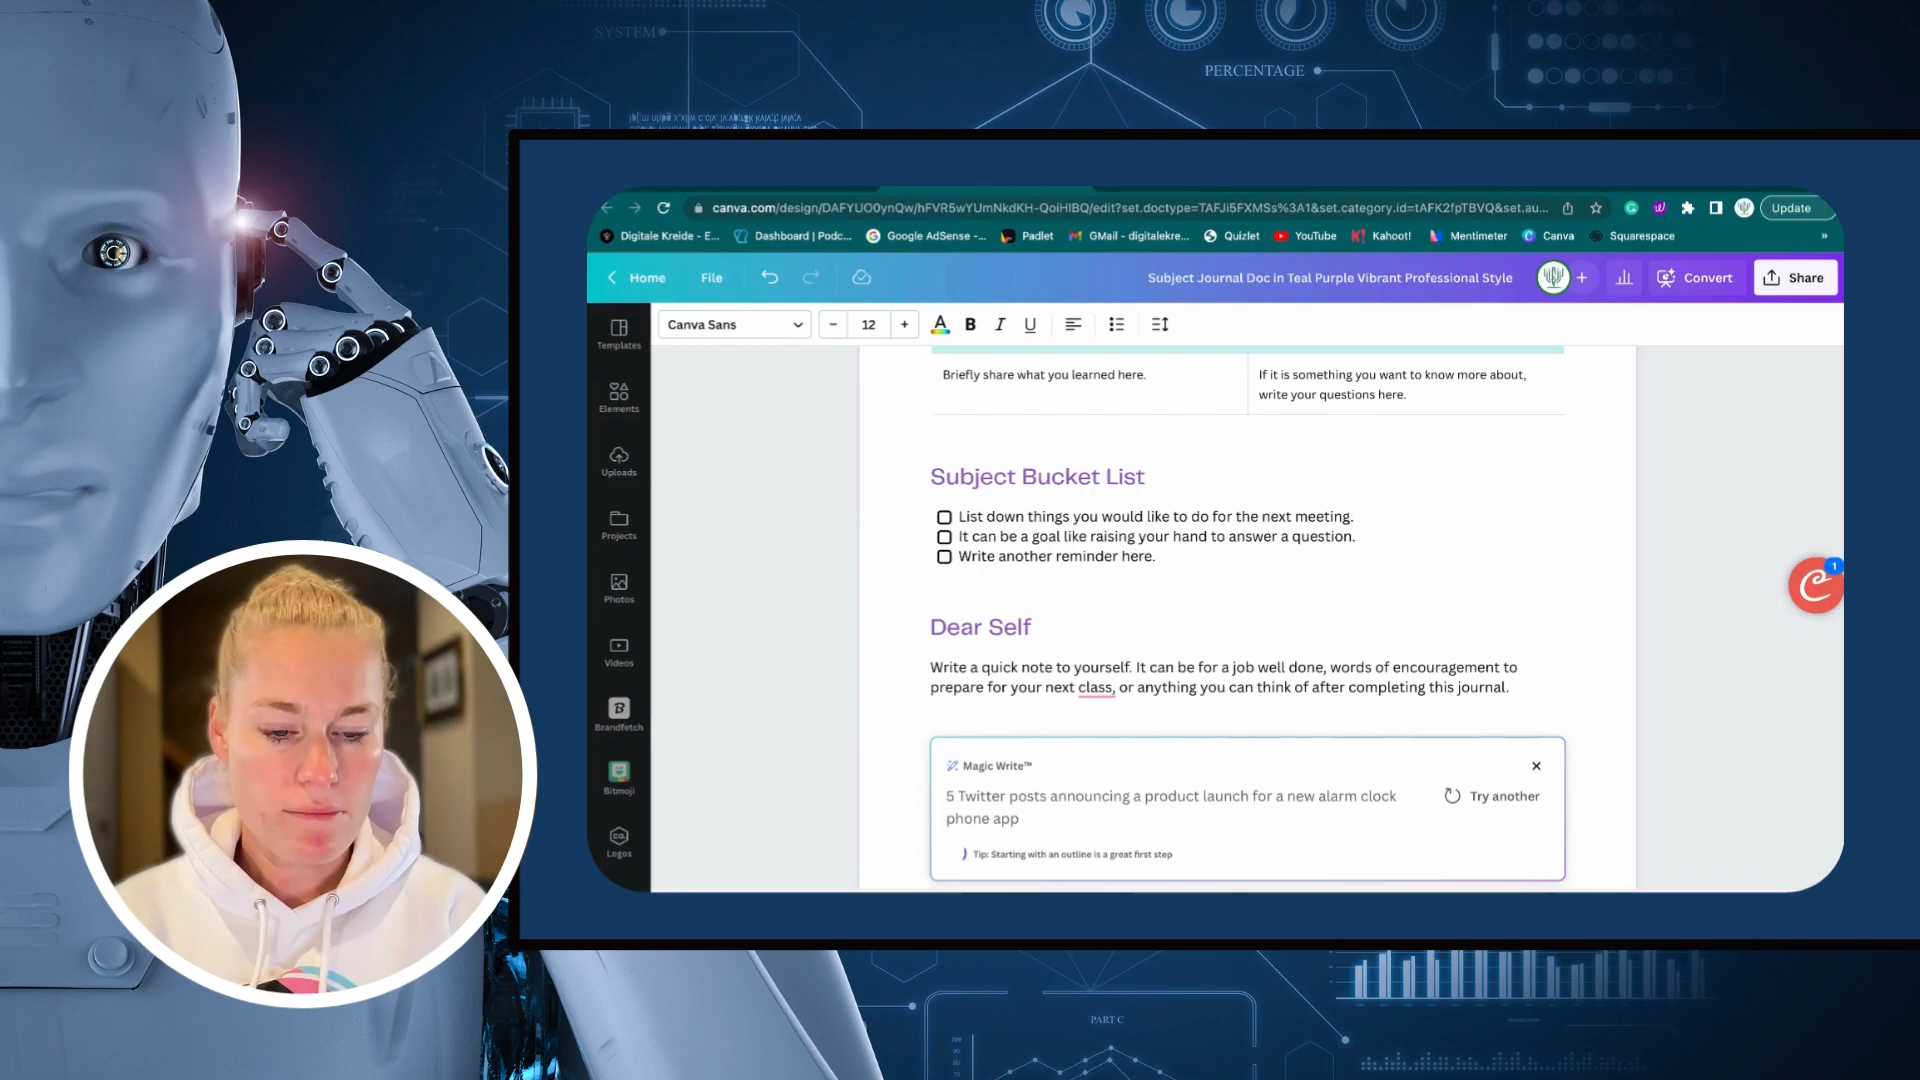 SYSTEM
PERCENTAGE
canva.com/design/DAFYUO0ynQw/hFVR5wYUmNkdKH-QoiHIBQ/edit?set.doctype=TAFJi5FXMSs%3A1&set.category.id=tAFK2fpTBVQ&set.au...
Update
Digitale Kreide - E...
Dashboard | Podc...
Google AdSense -...
Padlet
GMail - digitalekre...
Quizlet
YouTube
Kahoot!
Mentimeter
Canva
Squarespace
»
Home
File
Subject Journal Doc in Teal Purple Vibrant Professional Style
+
Convert
Share
Canva Sans
– 12 +
A B I U
Templates
Elements
Uploads
Projects
Photos
Videos
Brandfetch
Bitmoji
CO.
Logos
Briefly share what you learned here.
If it is something you want to know more about,
write your questions here.
Subject Bucket List
List down things you would like to do for the next meeting.
It can be a goal like raising your hand to answer a question.
Write another reminder here.
1
Dear Self
Write a quick note to yourself. It can be for a job well done, words of encouragement to
prepare for your next class, or anything you can think of after completing this journal.
Magic Write™
5 Twitter posts announcing a product launch for a new alarm clock
phone app
Try another
Tip: Starting with an outline is a great first step
PART C
100
90
80
70